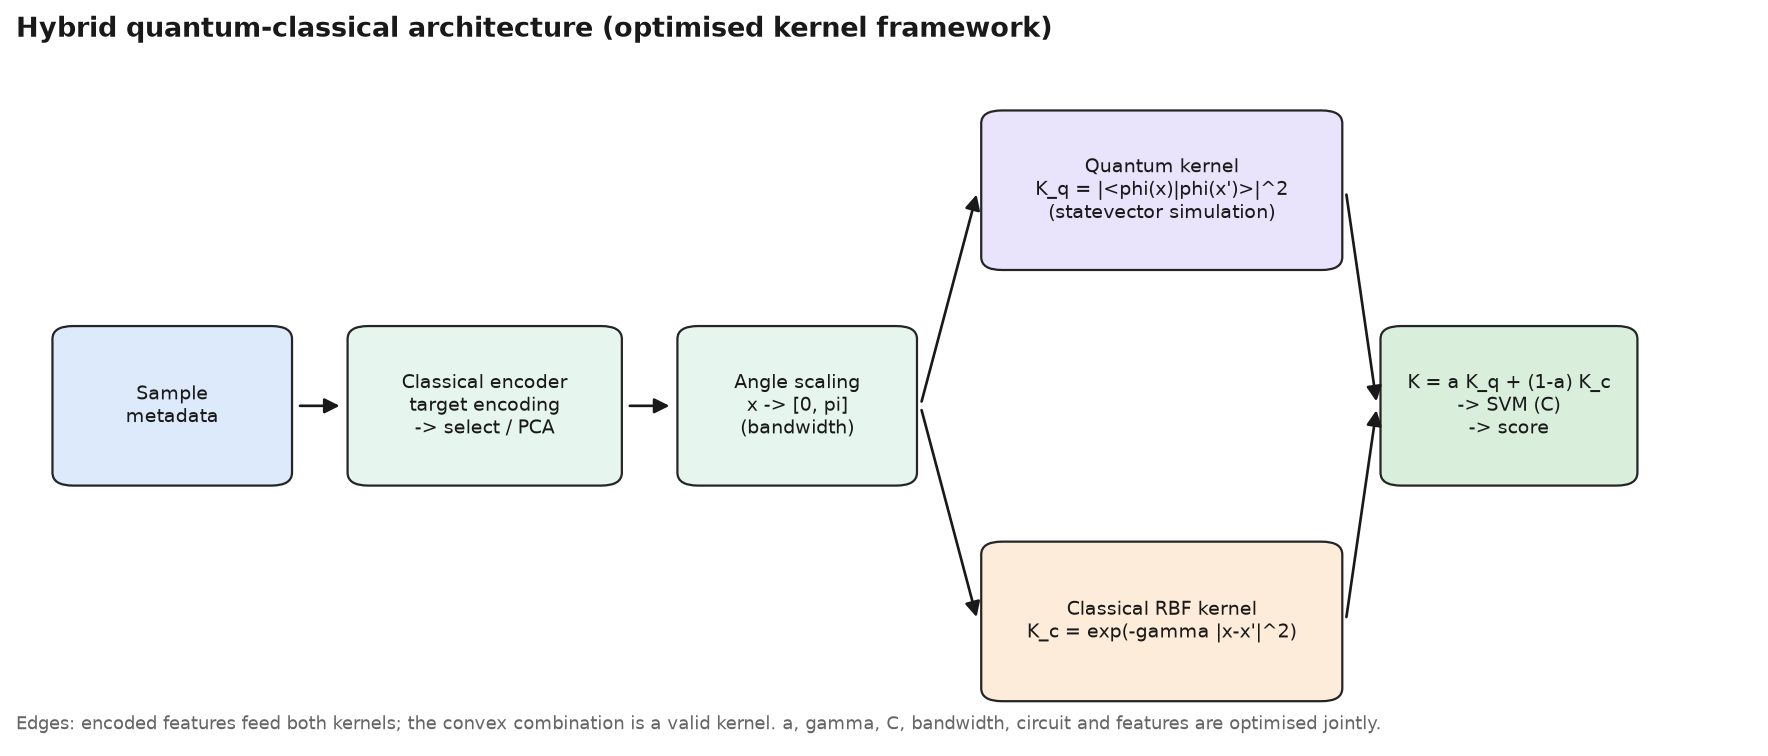 Hybrid quantum-classical architecture (optimised kernel framework)
Sample
metadata
Classical encoder
target encoding
-> select / PCA
Angle scaling
x -> [0, pi]
(bandwidth)
Quantum kernel
K_q = |<phi(x)|phi(x')>|^2
(statevector simulation)
Classical RBF kernel
K_c = exp(-gamma |x-x'|^2)
K = a K_q + (1-a) K_c
-> SVM (C)
-> score
Edges: encoded features feed both kernels; the convex combination is a valid kernel. a, gamma, C, bandwidth, circuit and features are optimised jointly.